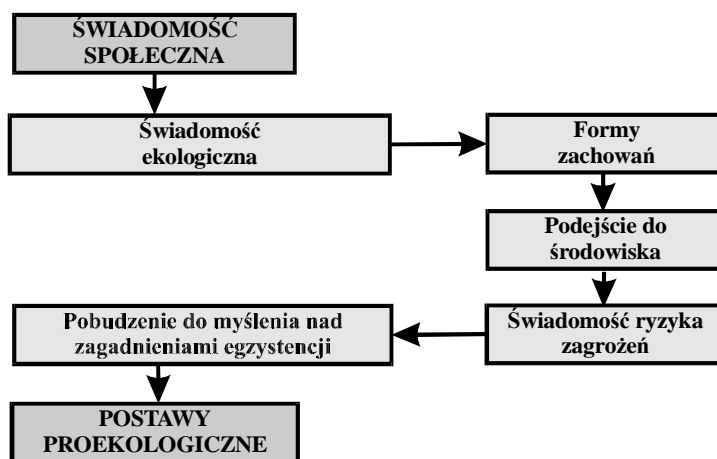 ŚWIADOMOŚĆ
SPOŁECZNA
Świadomość
ekologiczna
Formy
zachowań
Podejście do
środowiska
Świadomość ryzyka
zagrożeń
Pobudzenie do myślenia nad
zagadnieniami egzystencji
POSTAWY
PROEKOLOGICZNE